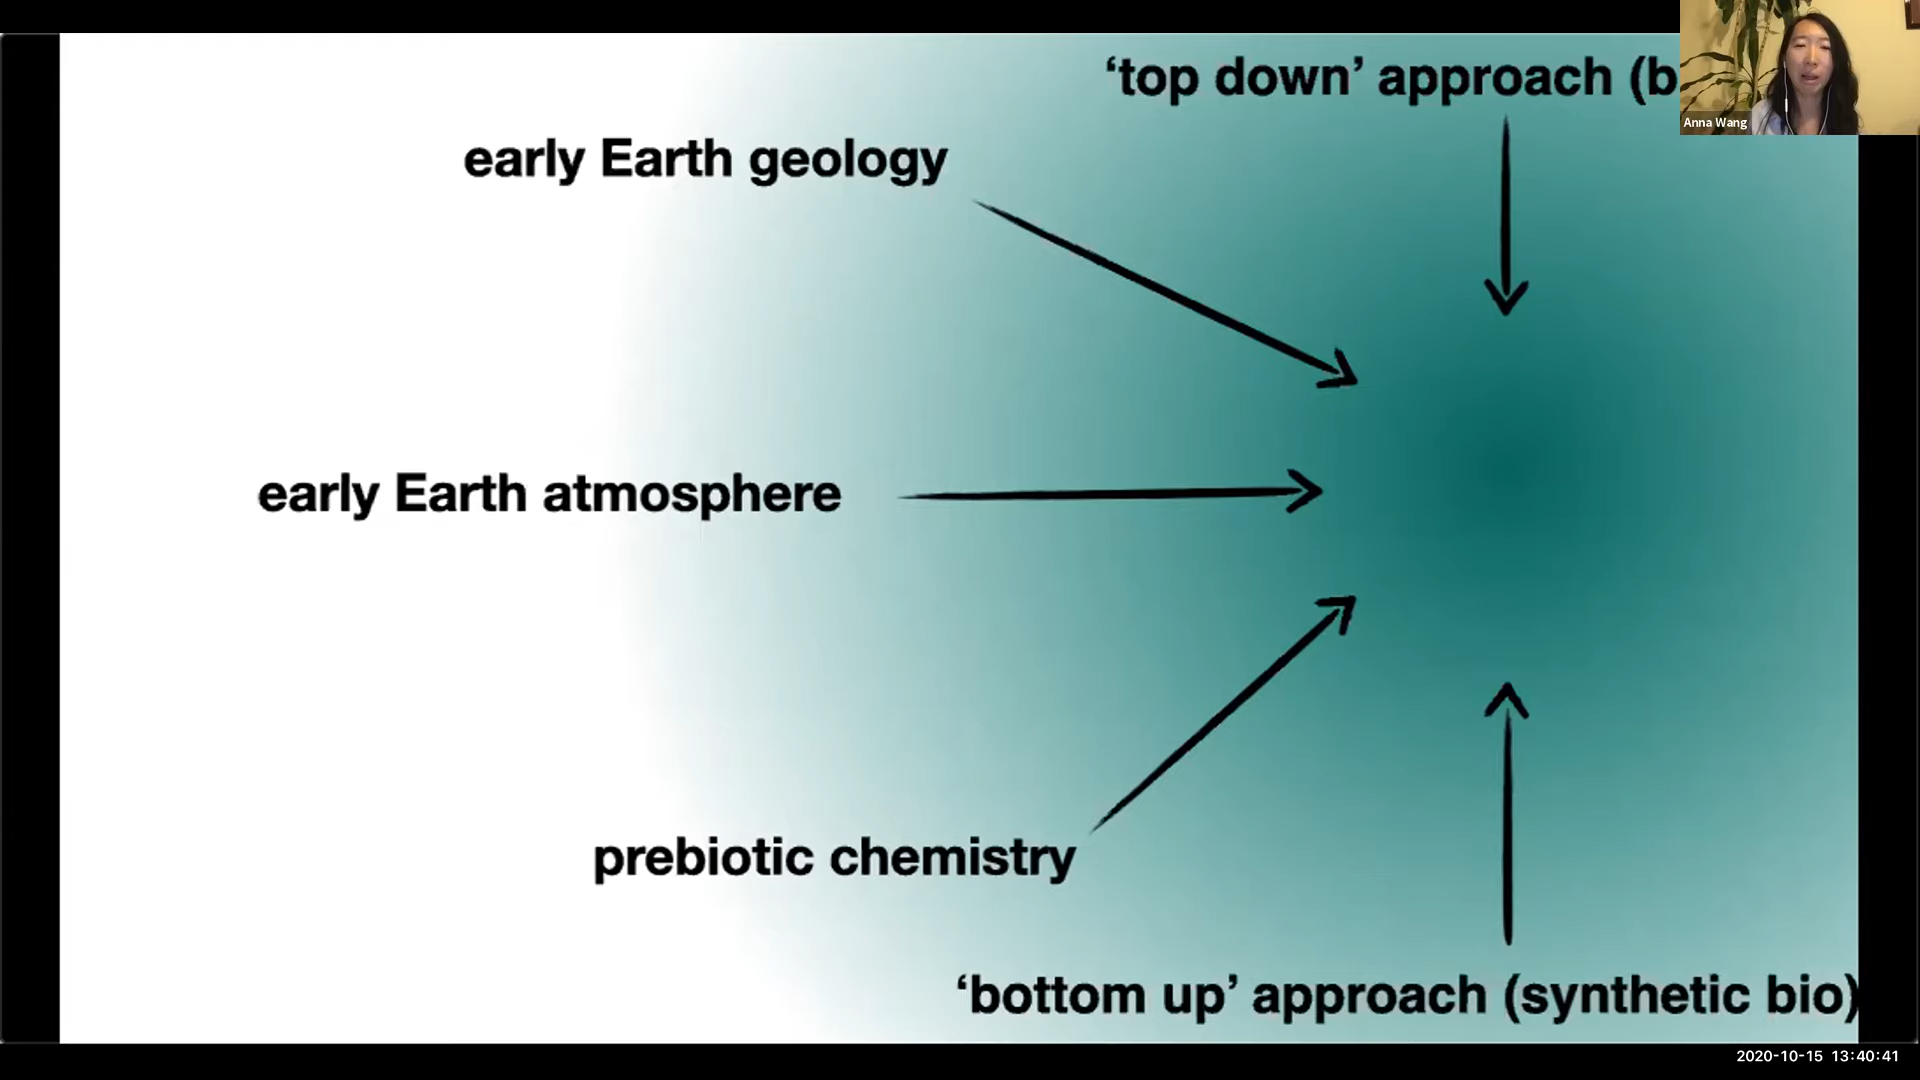 ‘top down’ approach (b
Anna Wang
early Earth geology
early Earth atmosphere
prebiotic chemistry
‘bottom up’ approach (synthetic bio)
2020-10-15 13:40:41